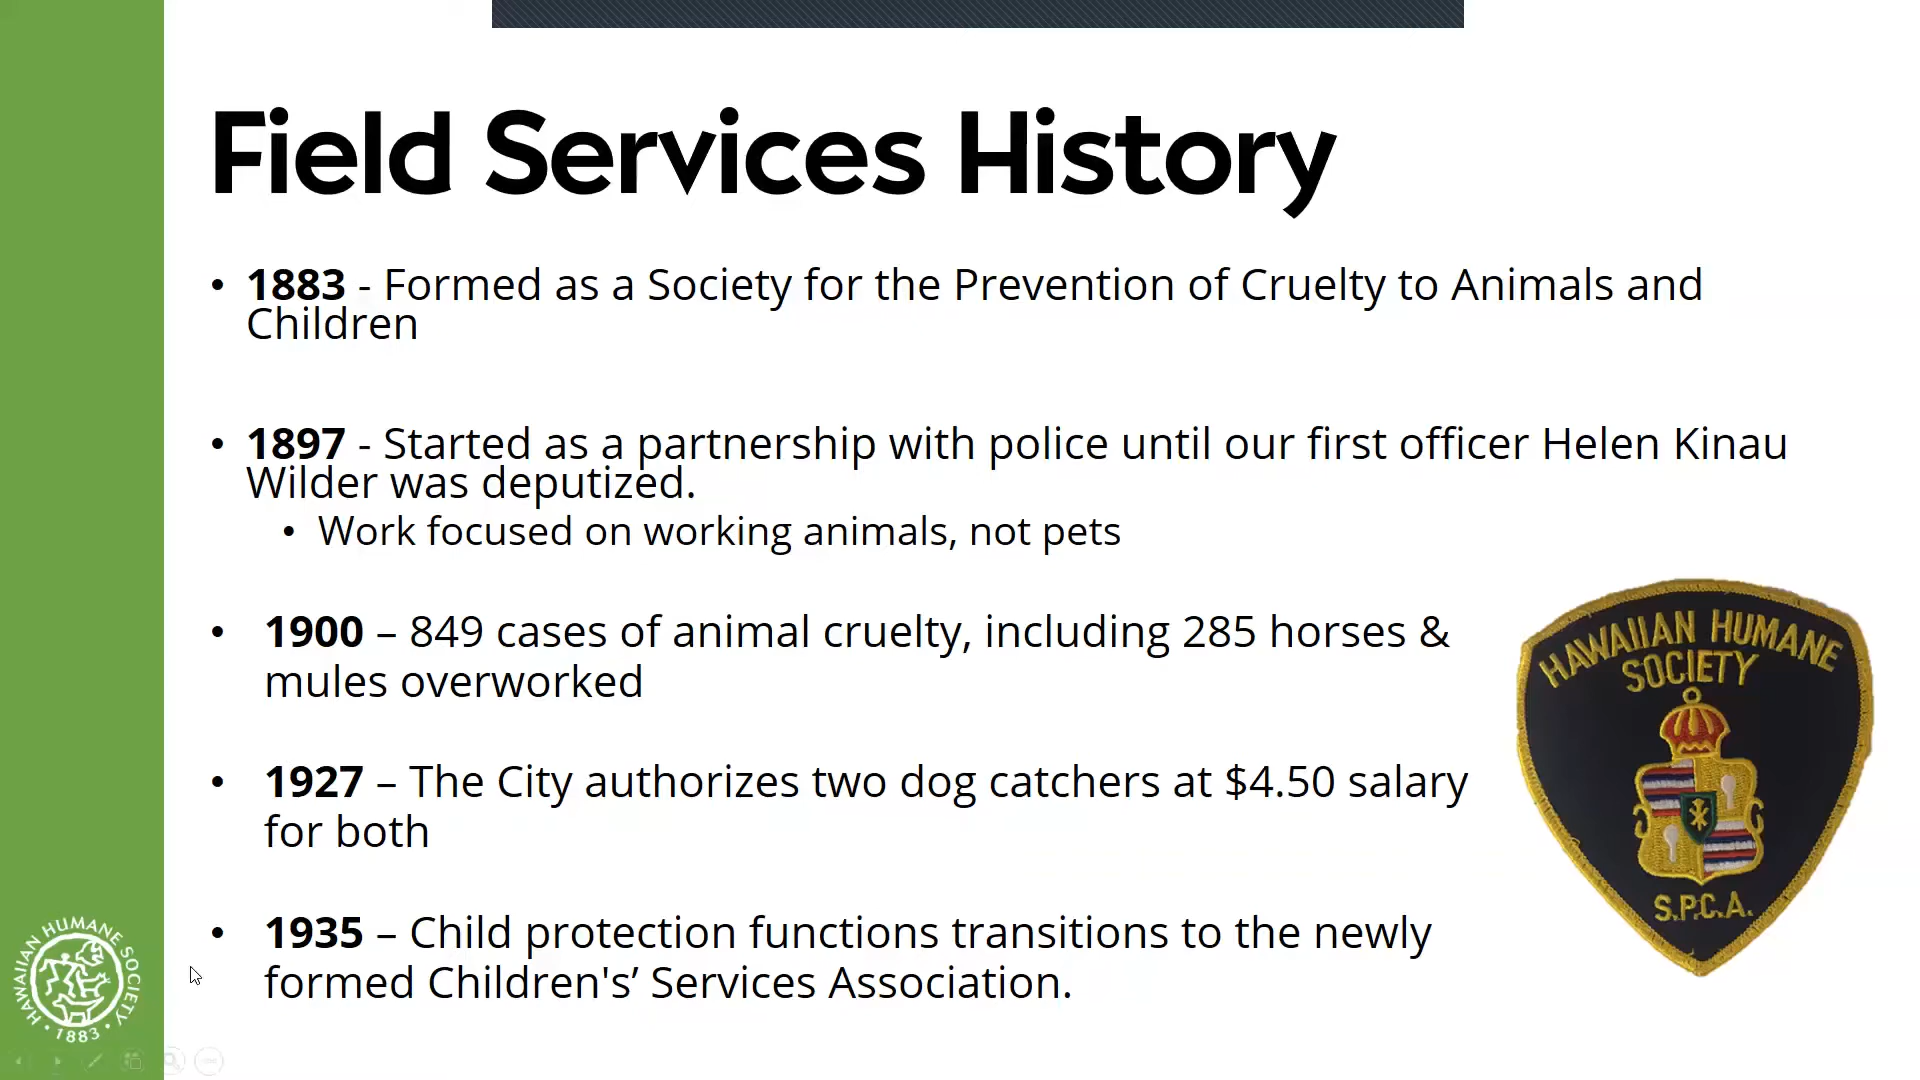 Field Services History
• 1883 - Formed as a Society for the Prevention of Cruelty to Animals and
Children
• 1897 - Started as a partnership with police until our first officer Helen Kinau
Wilder was deputized.
• Work focused on working animals, not pets
• 1900 – 849 cases of animal cruelty, including 285 horses &
mules overworked
• 1927 – The City authorizes two dog catchers at $4.50 salary
for both
• 1935 – Child protection functions transitions to the newly
formed Children's’ Services Association.
HAWAIIAN HUMANE
SOCIETY
S.P.C.A.
HAWAIIAN HUMANE SOCIETY
• 1883 •